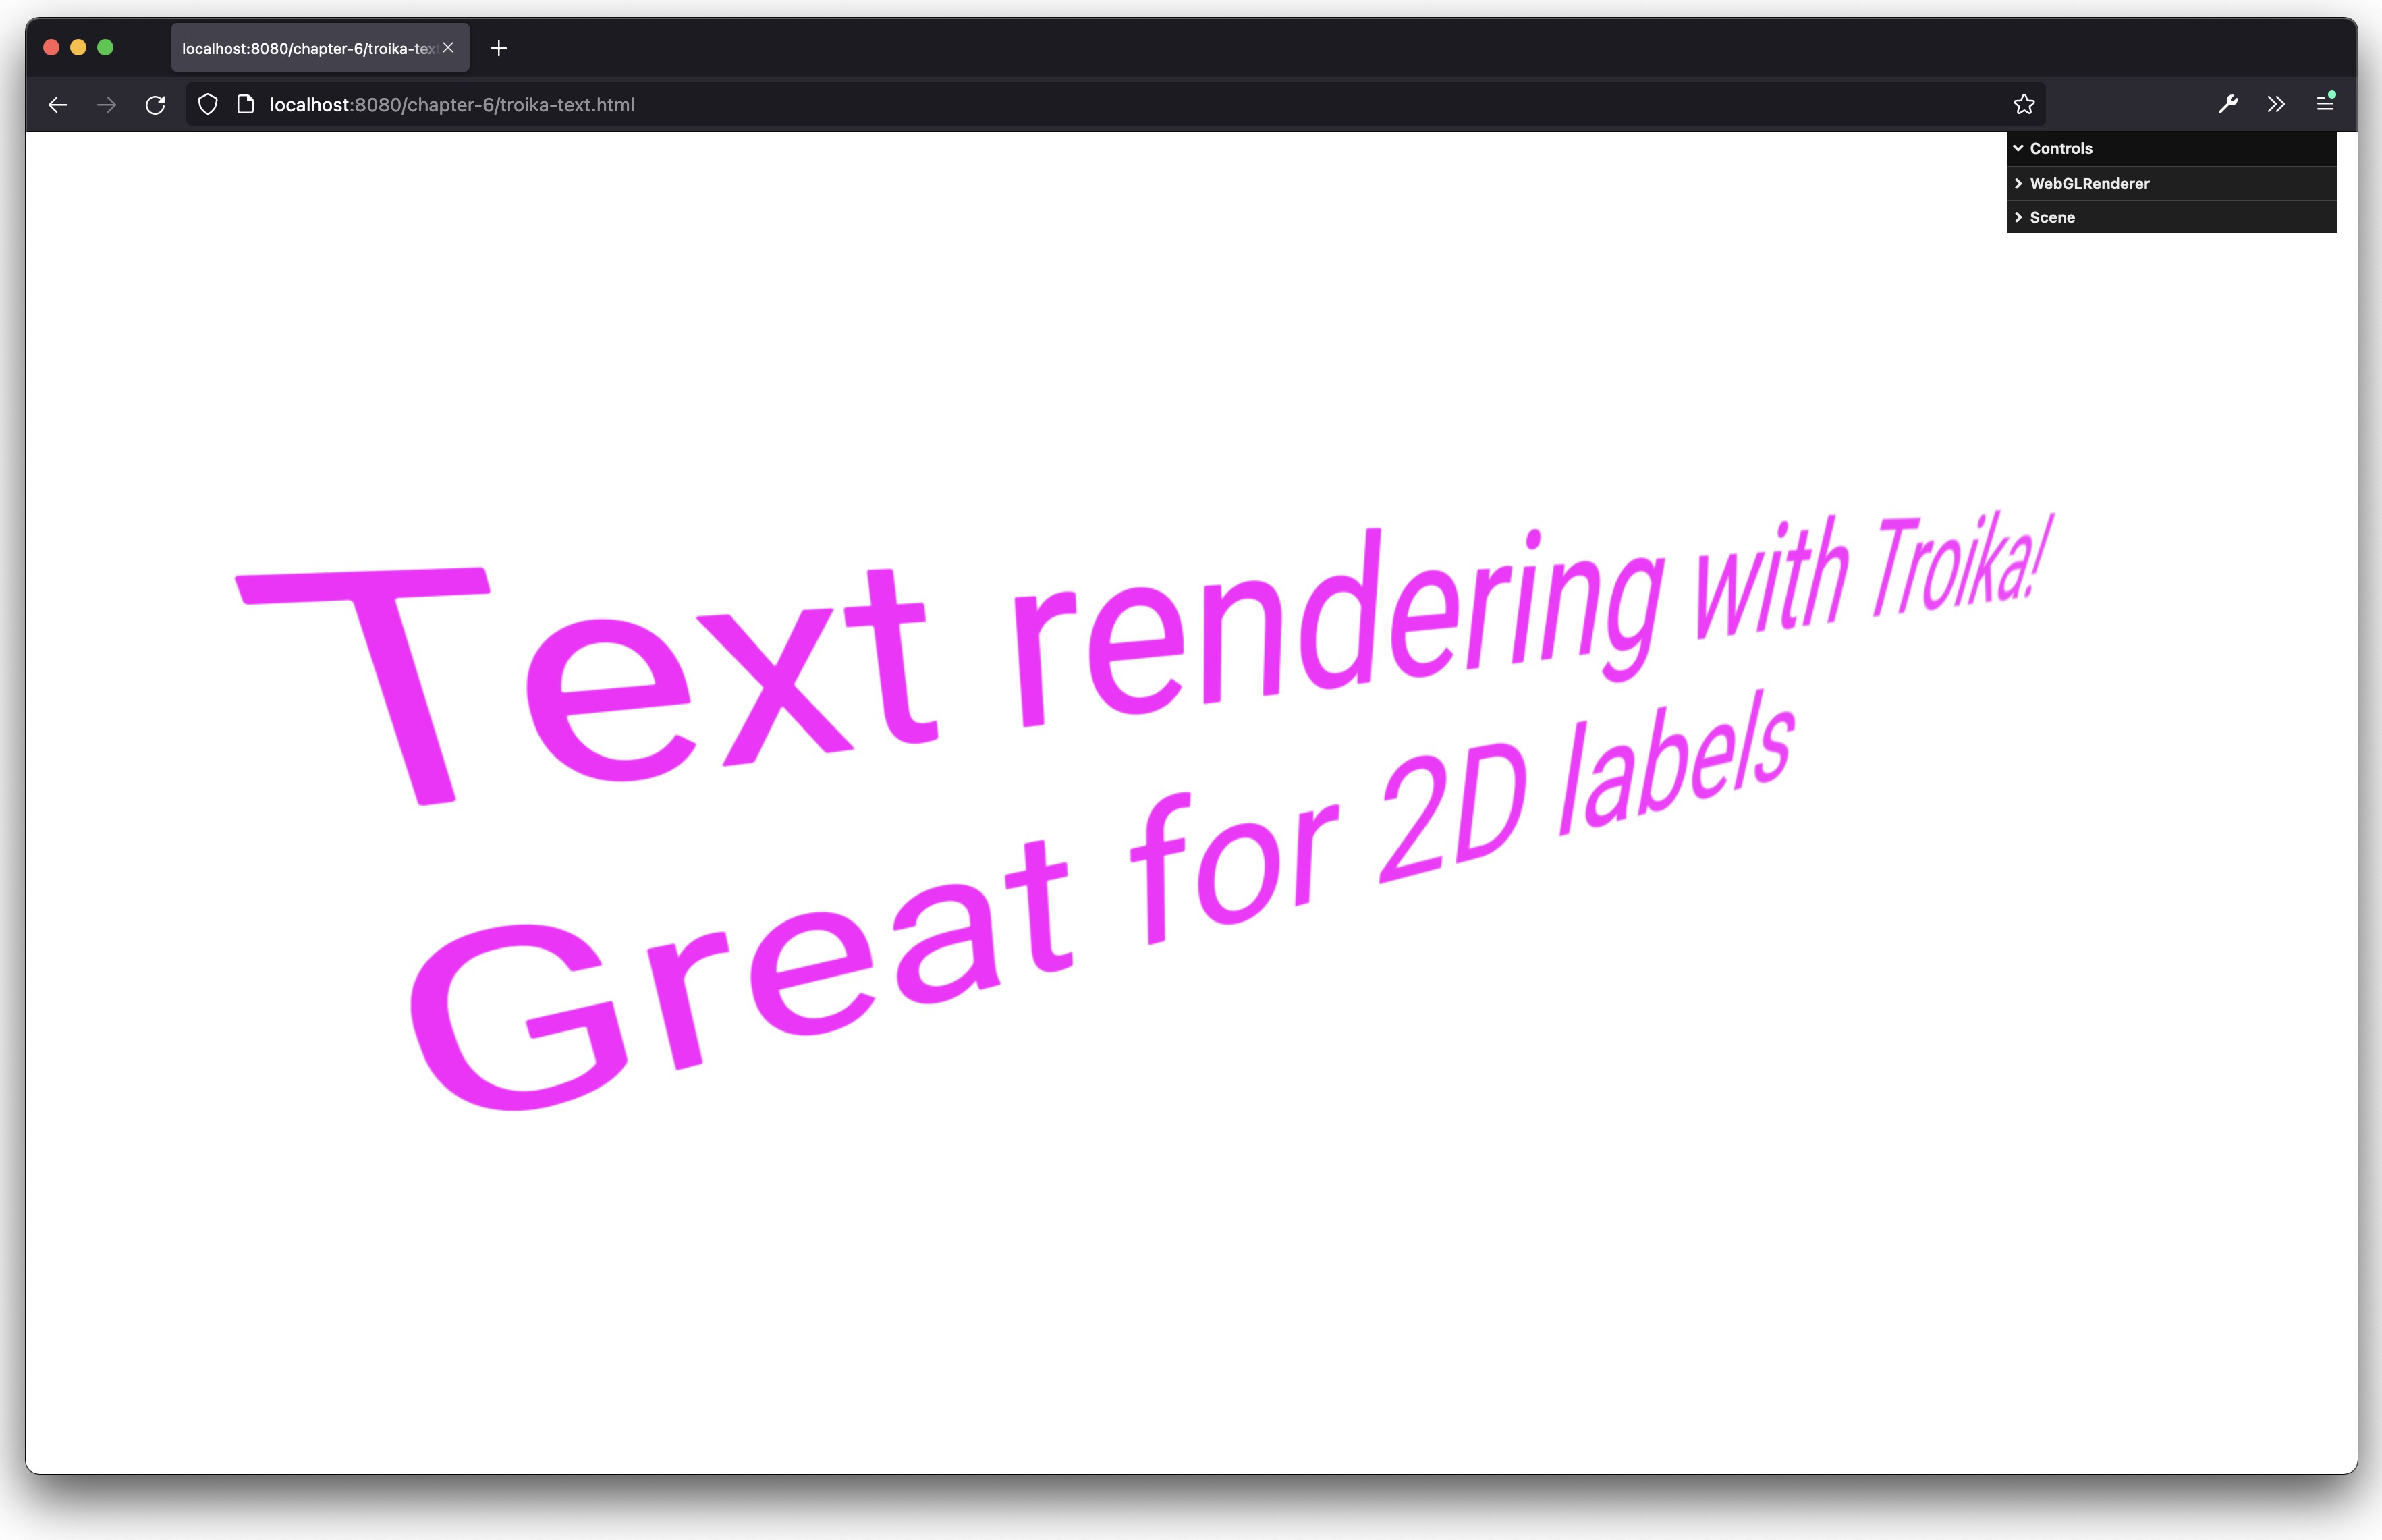 localhost:8080/chapter-6/troika-tex
localhost:8080/chapter-6/troika-text.html
Controls
WebGLRenderer
Scene
Text rendering with Troika!
Great for 2D labels